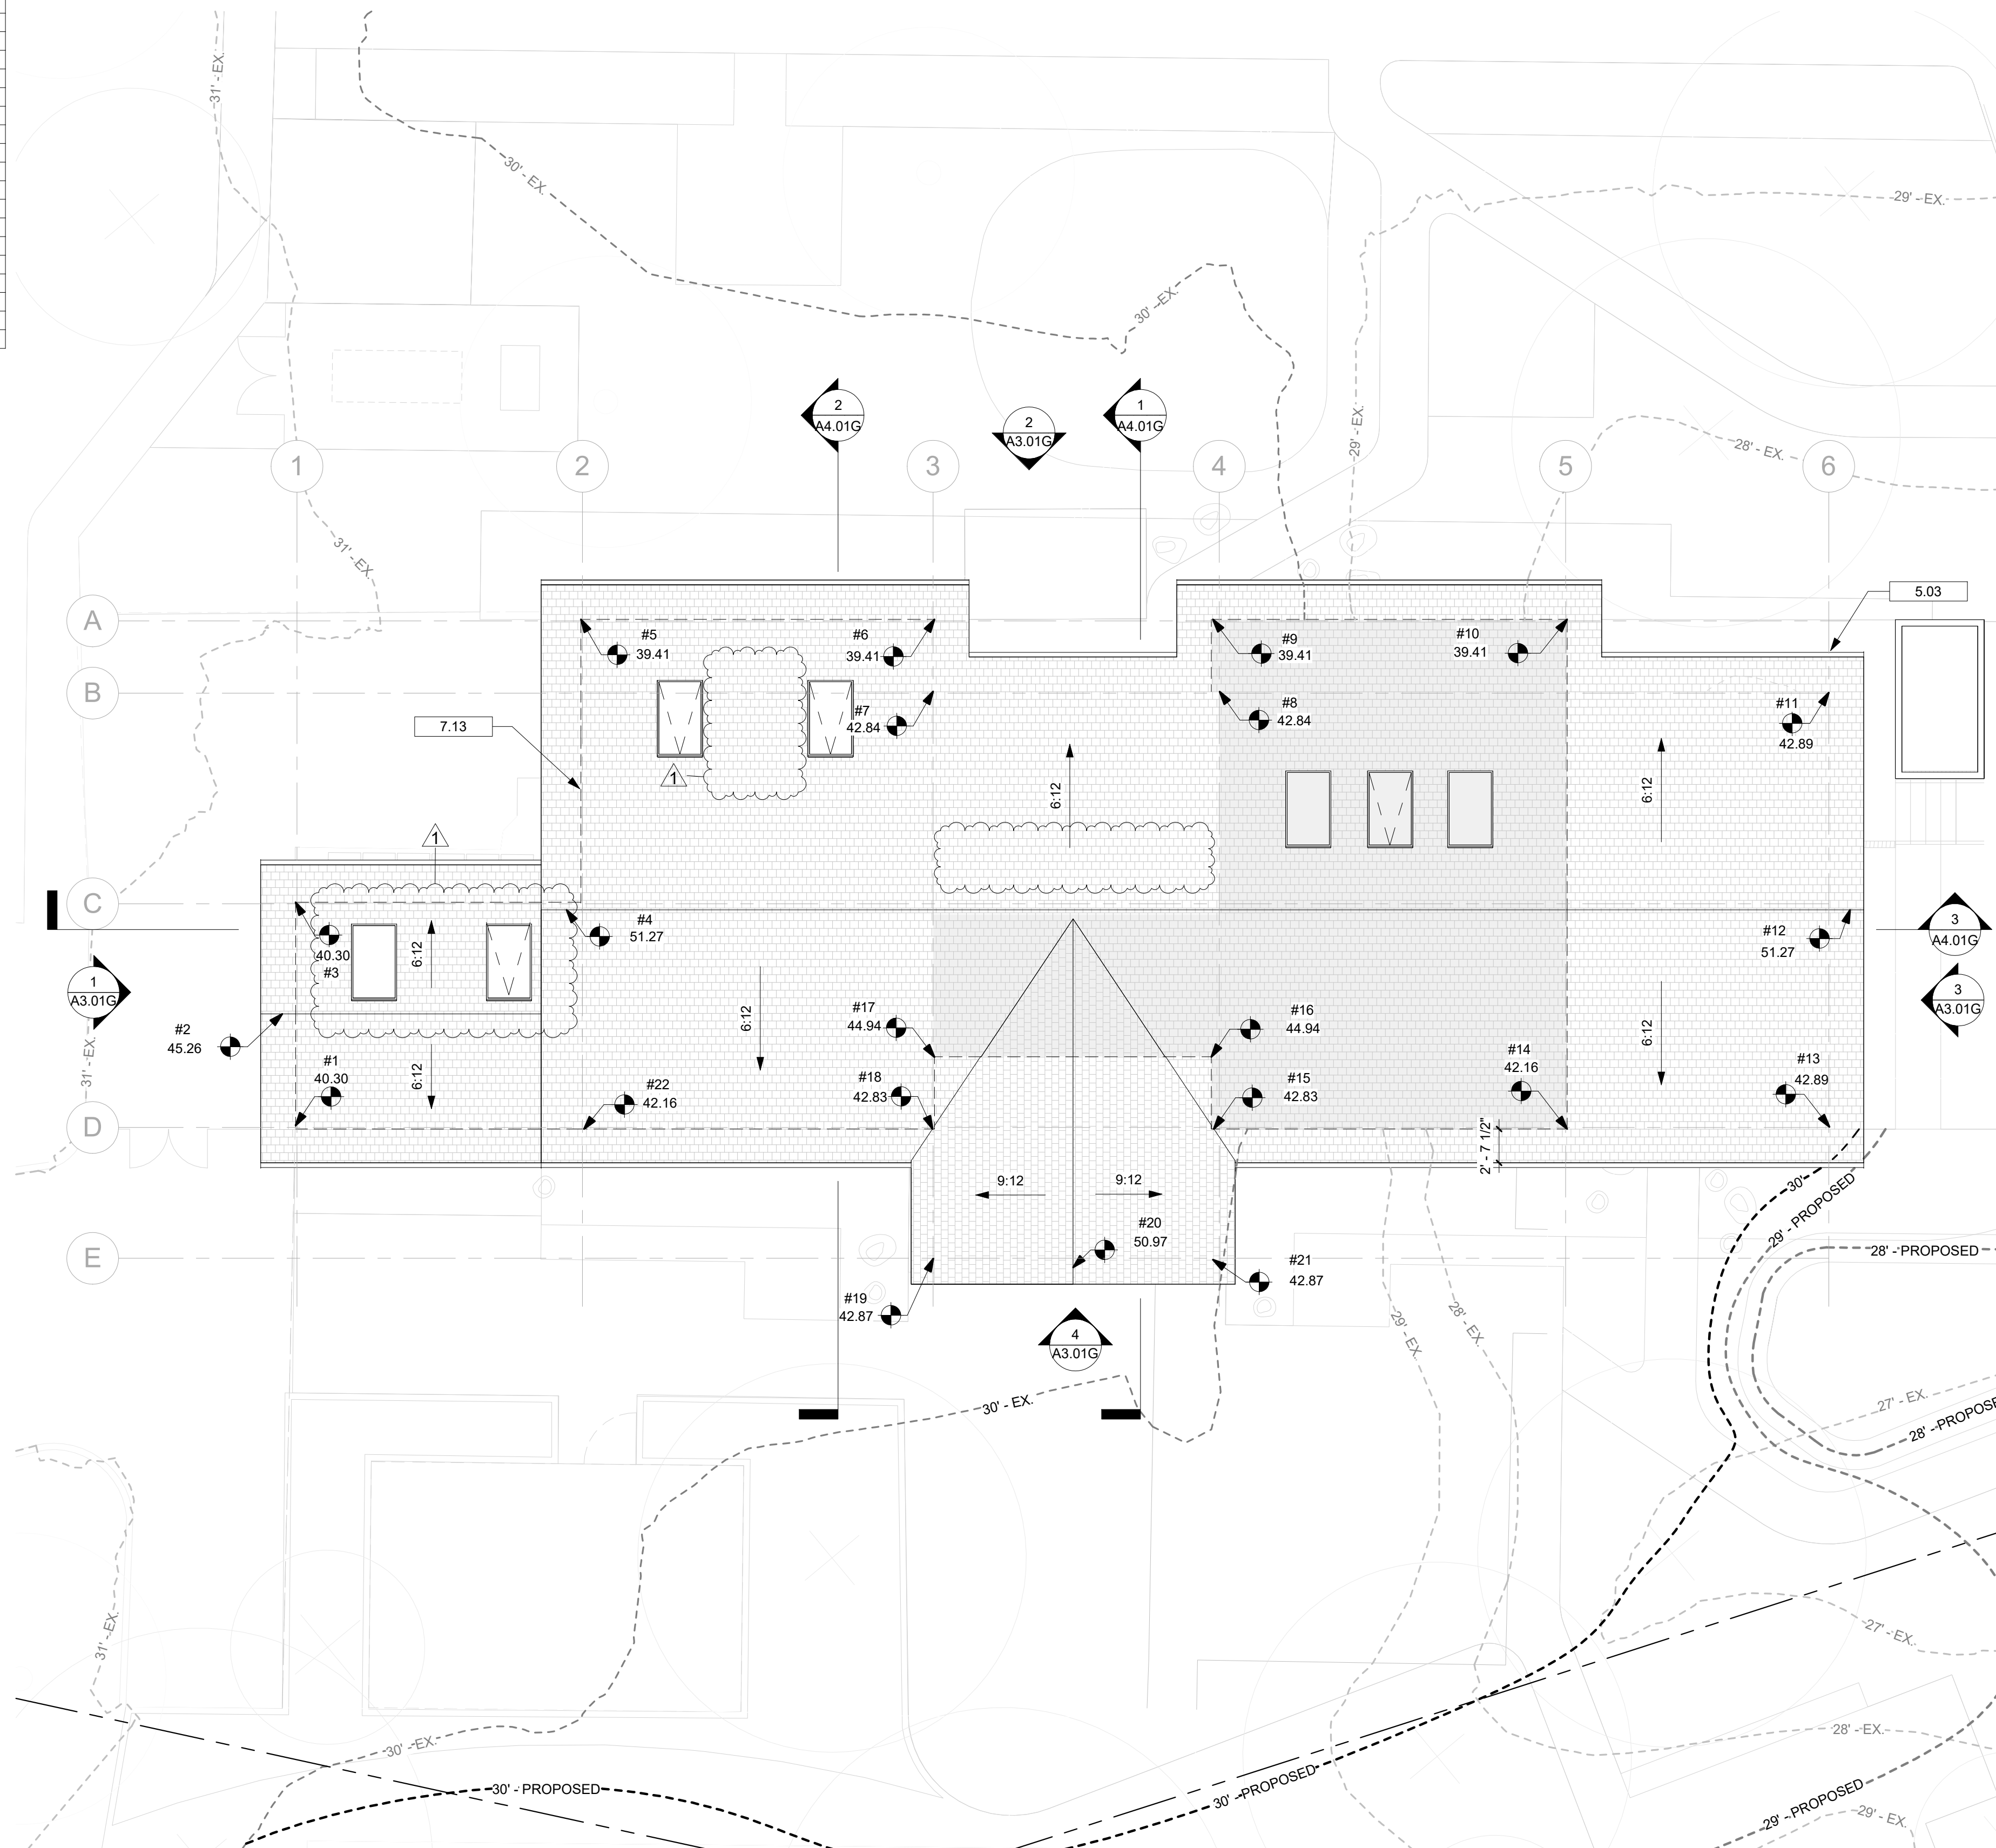 31' - EX.
30' - EX.
29' - EX.
30' - EX.
2
A4.01G
2
A3.01G
1
A4.01G
29' - EX.
28' - EX.
1
2
3
4
5
6
31' - EX.
A
B
C
D
E
5.03
#5
39.41
#6
39.41
#9
39.41
#10
39.41
7.13
#7
42.84
#8
42.84
#11
42.89
1
6:12
6:12
1
#4
51.27
#12
51.27
3
A4.01G
40.30
#3
6:12
1
A3.01G
3
A3.01G
#2
45.26
6:12
#17
44.94
#16
44.94
6:12
31' - EX.
#1
40.30
6:12
#22
42.16
#18
42.83
#15
42.83
#14
42.16
#13
42.89
2' - 7 1/2"
9:12
9:12
30'
29' - PROPOSED
#20
50.97
28' - PROPOSED
#21
42.87
#19
42.87
4
A3.01G
29' - EX.
28' - EX.
30' - EX.
27' - EX.
28' - PROPOSE
31' - EX.
27' - EX.
30' - EX.
28' - EX.
30' - PROPOSED
30' - PROPOSED
29' - PROPOSED
29' - EX.